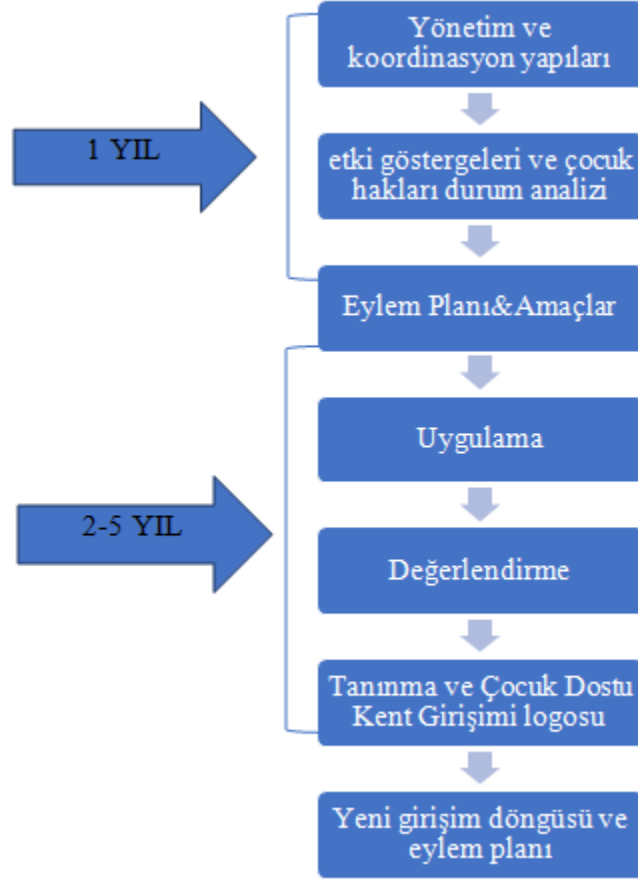 Yönetim ve
koordinasyon yapıları
1 YIL
etki göstergeleri ve çocuk
hakları durum analizi
Eylem Planı&Amaçlar
Uygulama
2-5 YIL
Değerlendirme
Tanınma ve Çocuk Dostu
Kent Girişimi logosu
Yeni girişim döngüsü ve
eylem planı